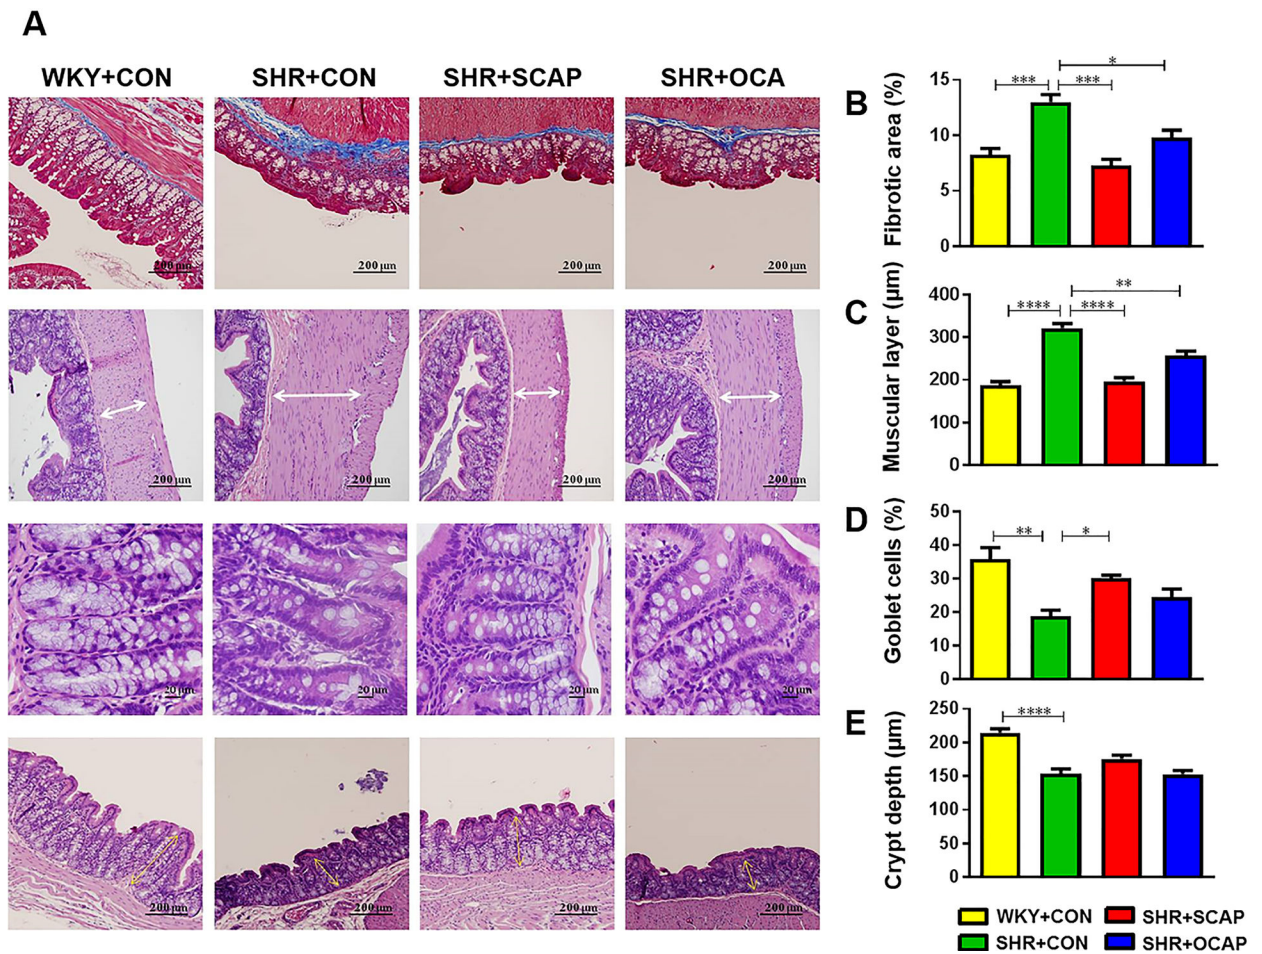 A
WKY+CON SHR+CON SHR+SCAP SHR+OCA
200 µm 200 µm 200 µm 200 µm
200 µm 200 µm 200 µm 200 µm
20 µm 20 µm 20 µm 20 µm
200 µm 200 µm 200 µm 200 µm
B
Fibrotic area (%)
15
10
5
0
*
*** ***
C
Muscular layer (µm)
400
300
200
100
0
**
**** ****
D
Goblet cells (%)
50
40
30
20
10
0
** *
E
Crypt depth (µm)
250
200
150
100
50
0
****
WKY+CON SHR+SCAP
SHR+CON SHR+OCAP